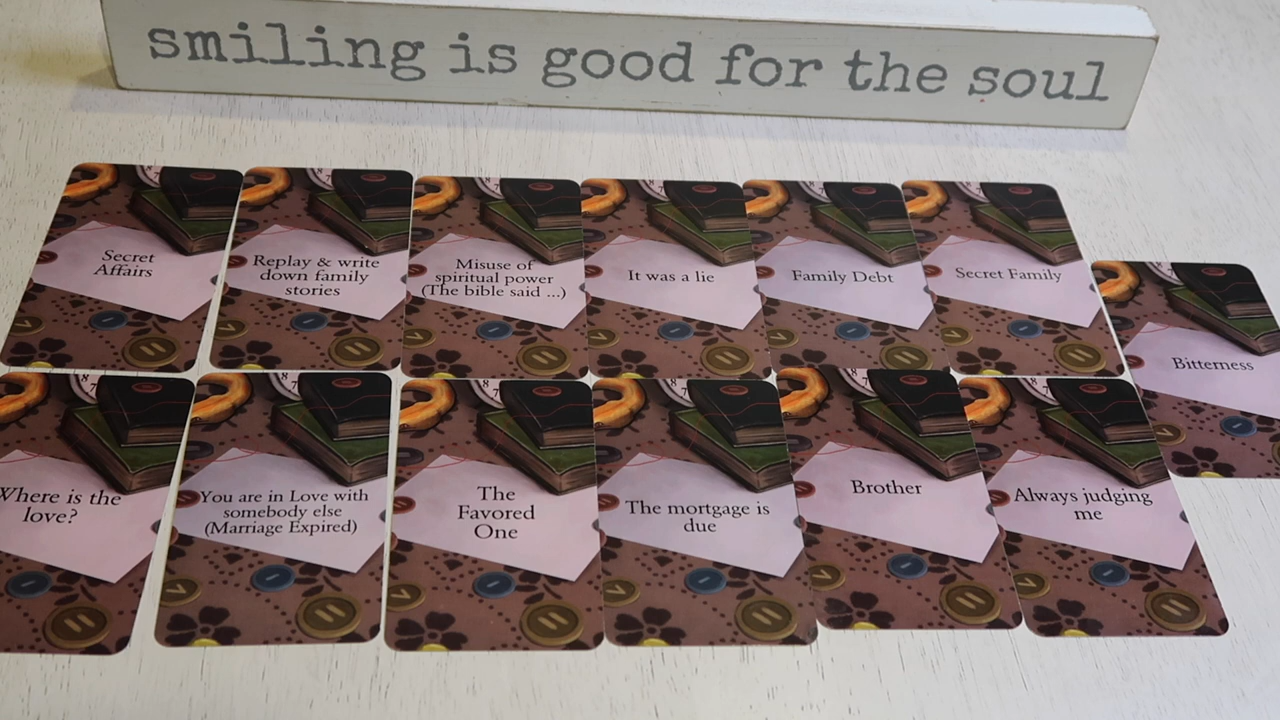 smiling is good for the soul
Secret
Affairs
Replay & write
down family
stories
Misuse of
spiritual power
(The bible said ...)
It was a lie
Family Debt
Secret Family
Bitterness
Where is the
love?
You are in Love with
somebody else
(Marriage Expired)
The
Favored
One
The mortgage is
due
Brother
Always judging
me